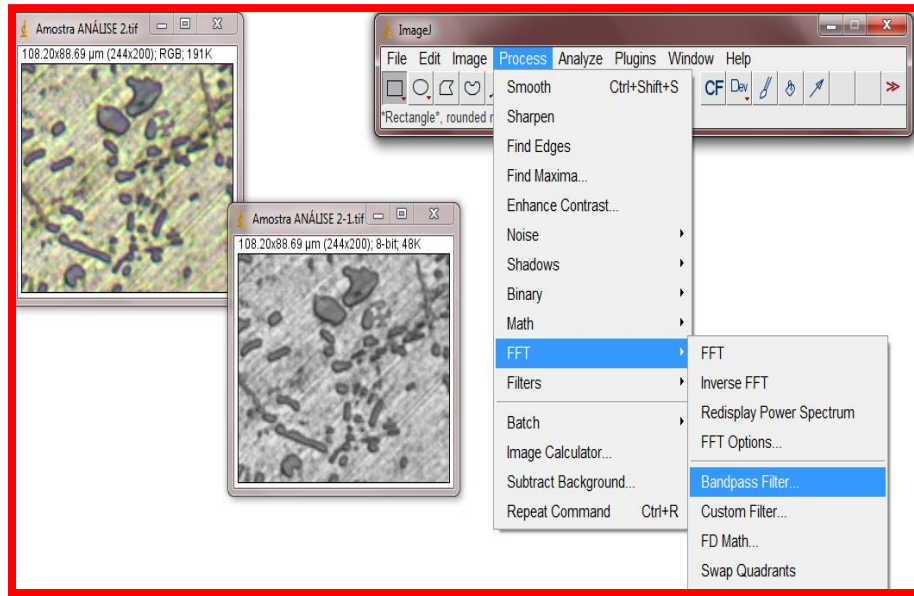 Amostra ANÁLISE 2.tif
108.20x88.69 µm (244x200); RGB; 191K
Amostra ANÁLISE 2-1.tif
108.20x88.69 µm (244x200); 8-bit; 48K
ImageJ
File Edit Image Process Analyze Plugins Window Help
CF Dev
*Rectangle*, rounded r
Smooth Ctrl+Shift+S
Sharpen
Find Edges
Find Maxima...
Enhance Contrast...
Noise
Shadows
Binary
Math
FFT
Filters
Batch
Image Calculator...
Subtract Background...
Repeat Command Ctrl+R
FFT
Inverse FFT
Redisplay Power Spectrum
FFT Options...
Bandpass Filter...
Custom Filter...
FD Math...
Swap Quadrants